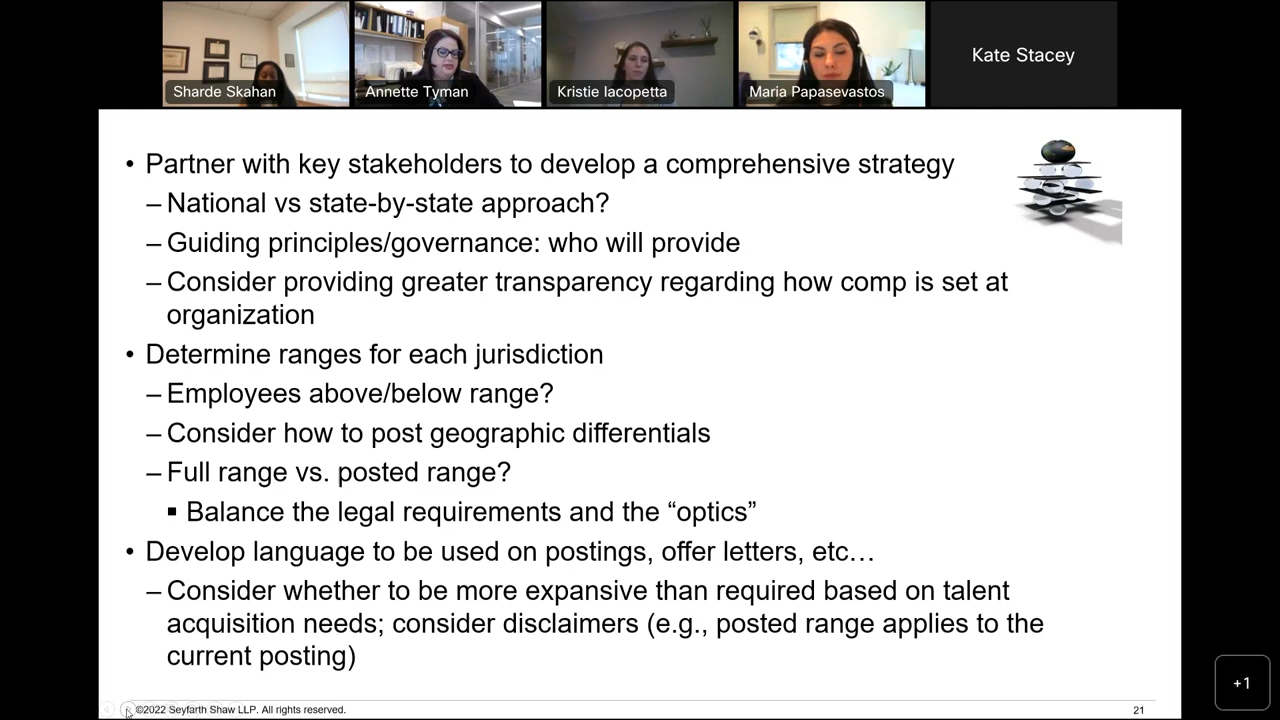 Sharde Skahan
Annette Tyman
Kristie Iacopetta
Maria Papasevastos
Kate Stacey
• Partner with key stakeholders to develop a comprehensive strategy
– National vs state-by-state approach?
– Guiding principles/governance: who will provide
– Consider providing greater transparency regarding how comp is set at
organization
• Determine ranges for each jurisdiction
– Employees above/below range?
– Consider how to post geographic differentials
– Full range vs. posted range?
▪ Balance the legal requirements and the “optics”
• Develop language to be used on postings, offer letters, etc…
– Consider whether to be more expansive than required based on talent
acquisition needs; consider disclaimers (e.g., posted range applies to the
current posting)
©2022 Seyfarth Shaw LLP. All rights reserved.
21
+1